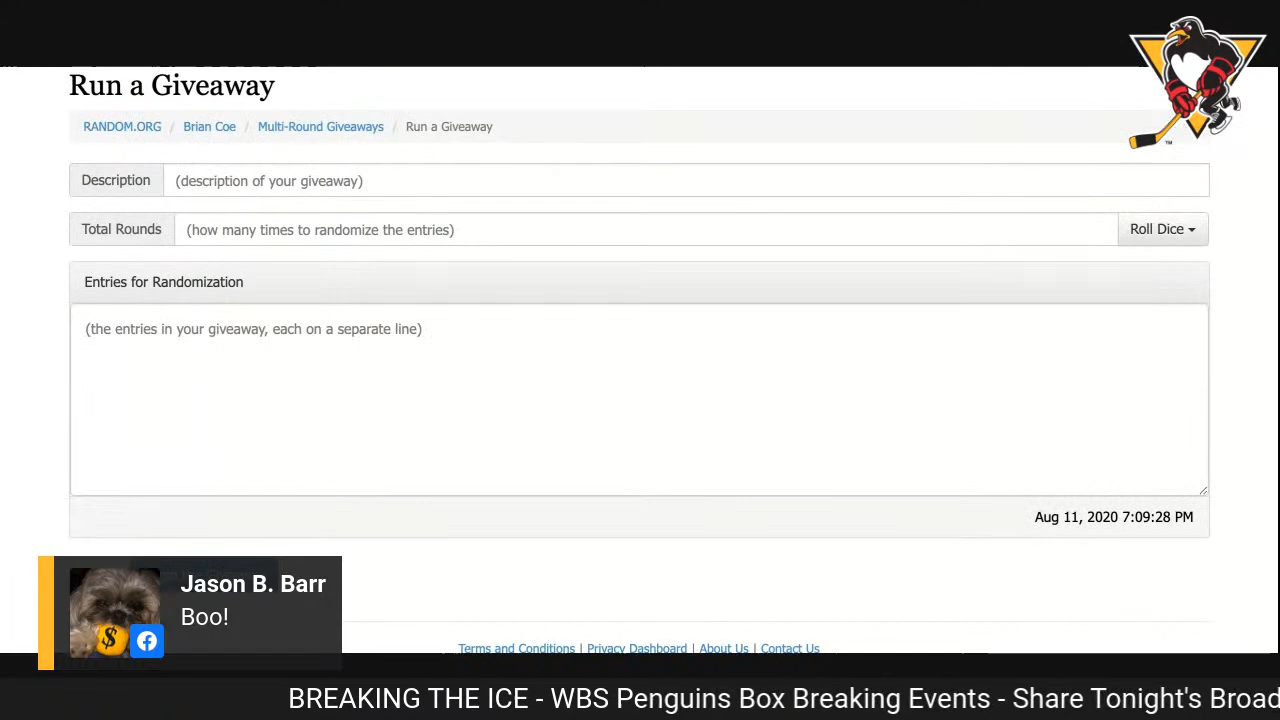 Run a Giveaway
RANDOM.ORG / Brian Coe / Multi-Round Giveaways / Run a Giveaway
Description (description of your giveaway)
Total Rounds (how many times to randomize the entries) Roll Dice
Entries for Randomization
(the entries in your giveaway, each on a separate line)
Aug 11, 2020 7:09:28 PM
Jason B. Barr
Boo!
Terms and Conditions | Privacy Dashboard | About Us | Contact Us
BREAKING THE ICE - WBS Penguins Box Breaking Events - Share Tonight's Broad